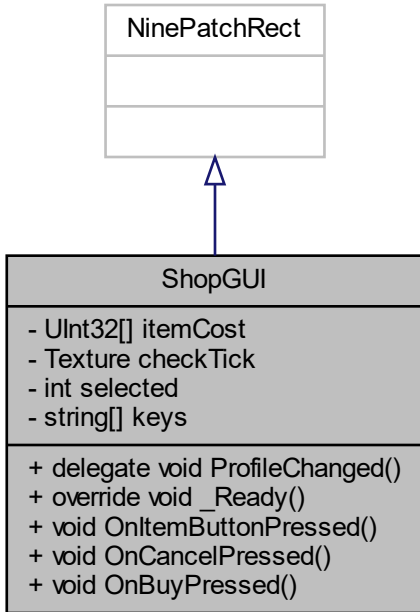 NinePatchRect
ShopGUI
- UInt32[] itemCost
- Texture checkTick
- int selected
- string[] keys
+ delegate void ProfileChanged()
+ override void _Ready()
+ void OnItemButtonPressed()
+ void OnCancelPressed()
+ void OnBuyPressed()